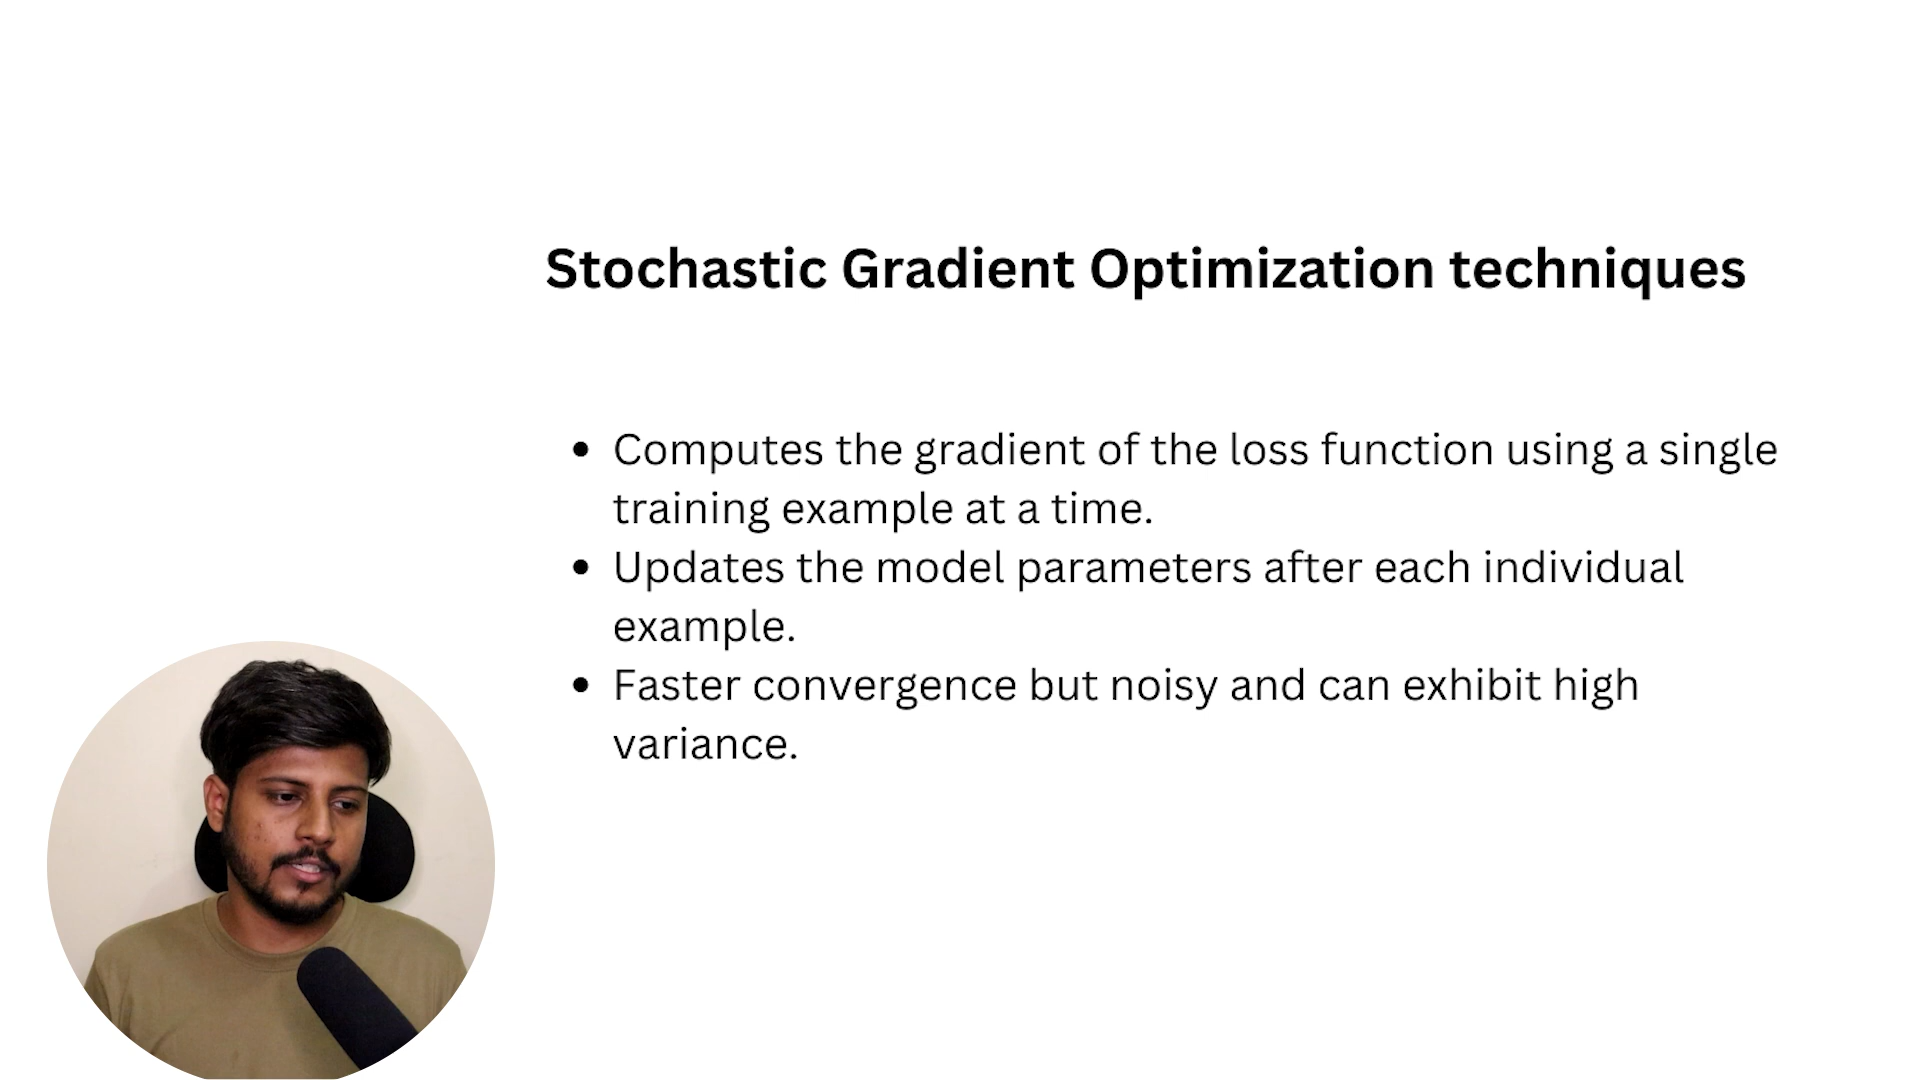 Stochastic Gradient Optimization techniques
• Computes the gradient of the loss function using a single
training example at a time.
• Updates the model parameters after each individual
example.
• Faster convergence but noisy and can exhibit high
variance.